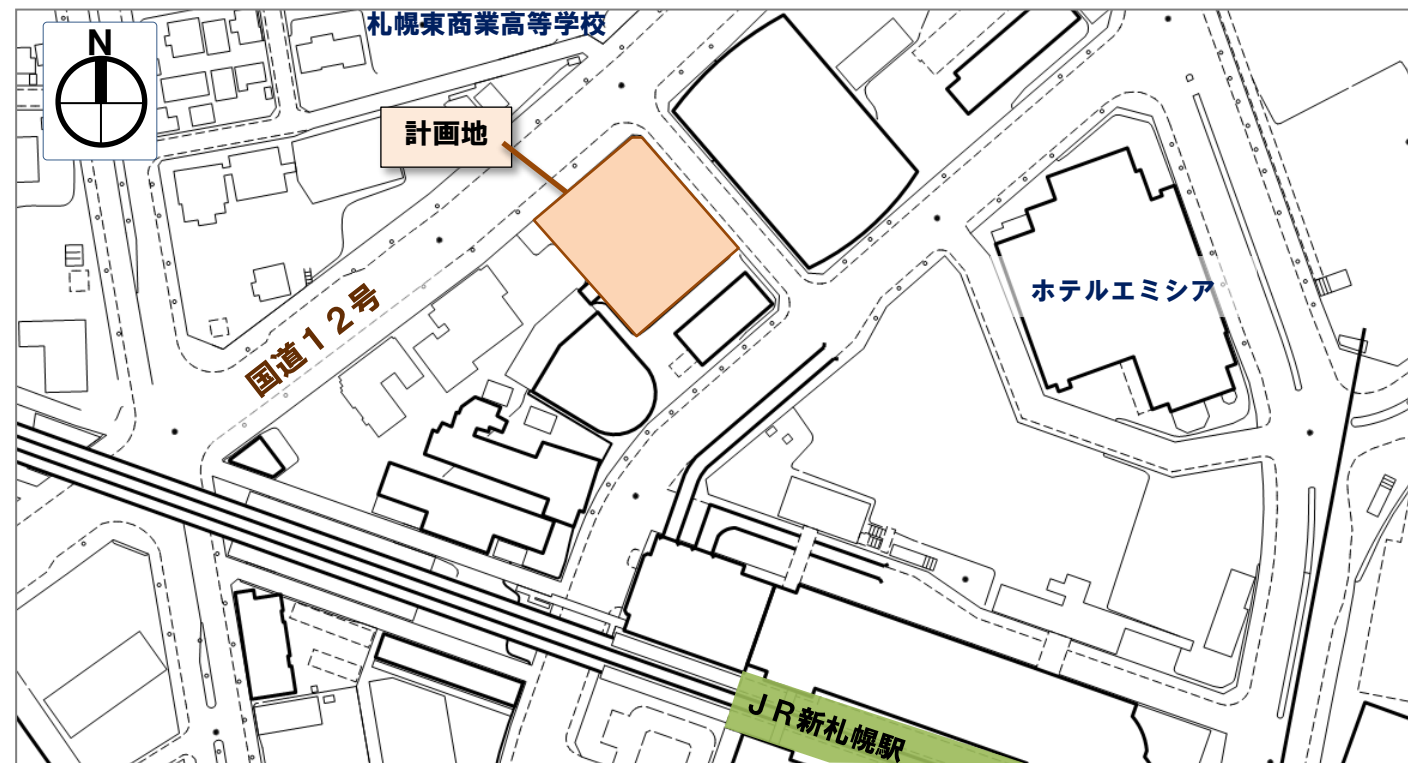 札幌東商業高等学校
N
計画地
ホテルエミシア
国道１２号
ＪＲ新札幌駅